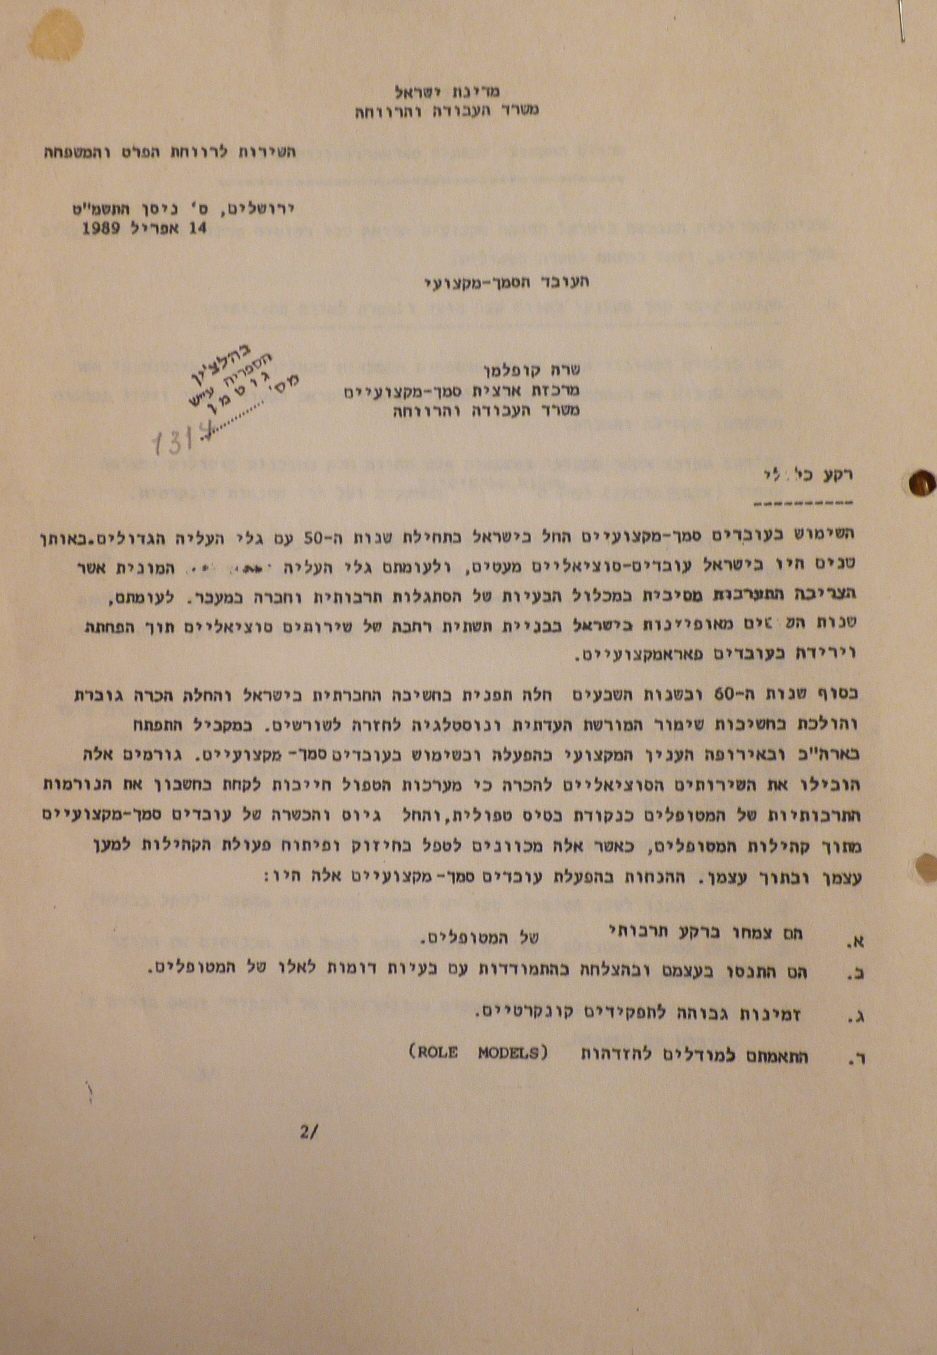 מדינת ישראל
משרד העבודה והרווחה
השירות לרווחת הפרט והמשפחה
ירושלים, ט' ניסן התשמ"ט
14 אפריל 1989
העובד הסמך-מקצועי
בהלצ'ין
הספריה ע"ש
גוטמן
מס'
1314
שרה קופלמן
מרכזת ארצית סמך-מקצועיים
משרד העבודה והרווחה
רקע כללי
השימוש בעובדים סמך-מקצועיים החל בישראל בתחילת שנות ה-50 עם גלי העליה הגדולים.באותן
שנים היו בישראל עובדים-סוציאליים מעטים, ולעומתם גלי העליה המונית אשר
הצריכה התערבות מסיבית במכלול הבעיות של הסתגלות תרבותית וחברה במעבר. לעומתם,
שנות הששים מאופיינות בישראל בבניית תשתית רחבה של שירותים סוציאליים תוך הפחתה
וירידה בעובדים פאראמקצועיים.
בסוף שנות ה-60 ובשנות השבעים חלה תפנית בחשיבה החברתית בישראל והחלה הכרה גוברת
והולכת בחשיבות שימור המורשת העדתית ונוסטלגיה לחזרה לשורשים. במקביל התפתח
בארה"ב ובאירופה הענין המקצועי בהפעלה ובשימוש בעובדים סמך-מקצועיים. גורמים אלה
הובילו את השירותים הסוציאליים להכרה כי מערכות הטפול חייבות לקחת בחשבון את הנורמות
התרבותיות של המטופלים כנקודת בסיס טפולית,והחל גיוס והכשרה של עובדים סמך-מקצועיים
מתוך קהילות המטופלים, כאשר אלה מכוונים לטפל בחיזוק ופיתוח פעולת הקהילות למען
עצמן ובתוך עצמן. ההנחות בהפעלת עובדים סמך-מקצועיים אלה היו:
א. הם צמחו ברקע תרבותי של המטופלים.
ב. הם התנסו בעצמם ובהצלחה בהתמודדות עם בעיות דומות לאלו של המטופלים.
ג. זמינות גבוהה לתפקידים קונקרטיים.
ד. התאמתם למודלים להזדהות (ROLE MODELS)
2/